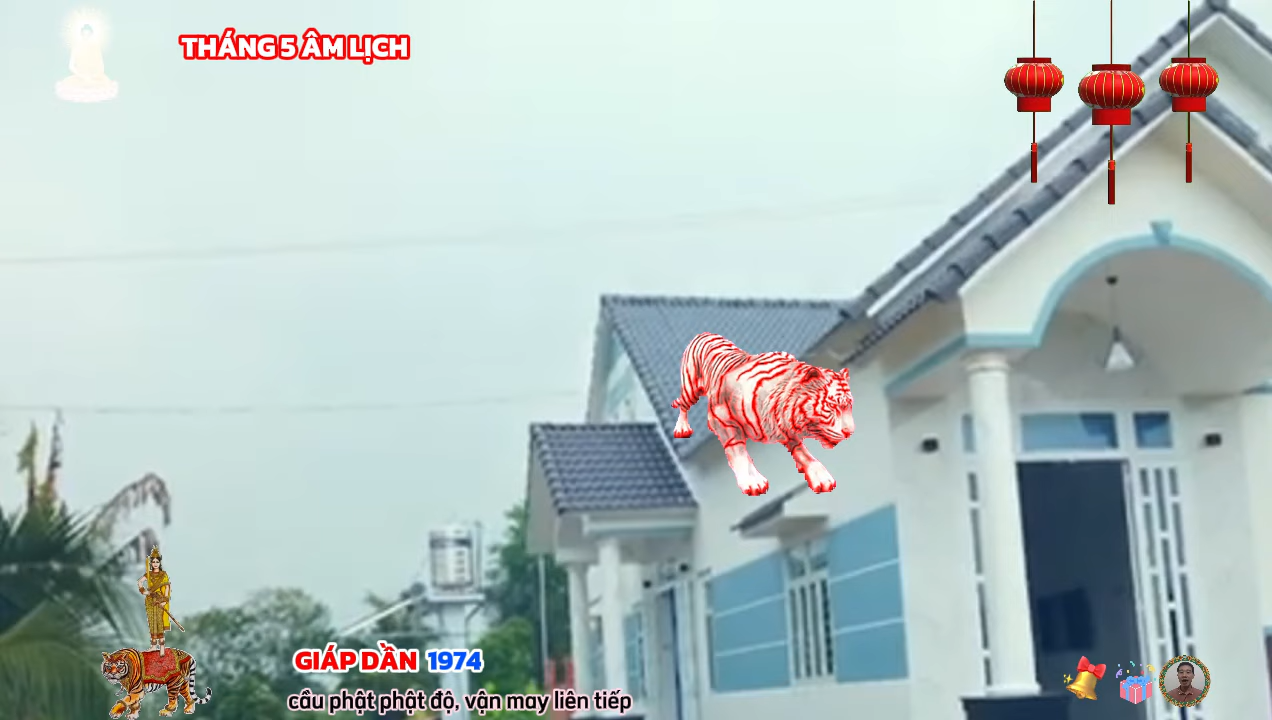 THÁNG 5 ÂM LỊCH
GIÁP DẦN 1974
cầu phật phật độ, vận may liên tiếp